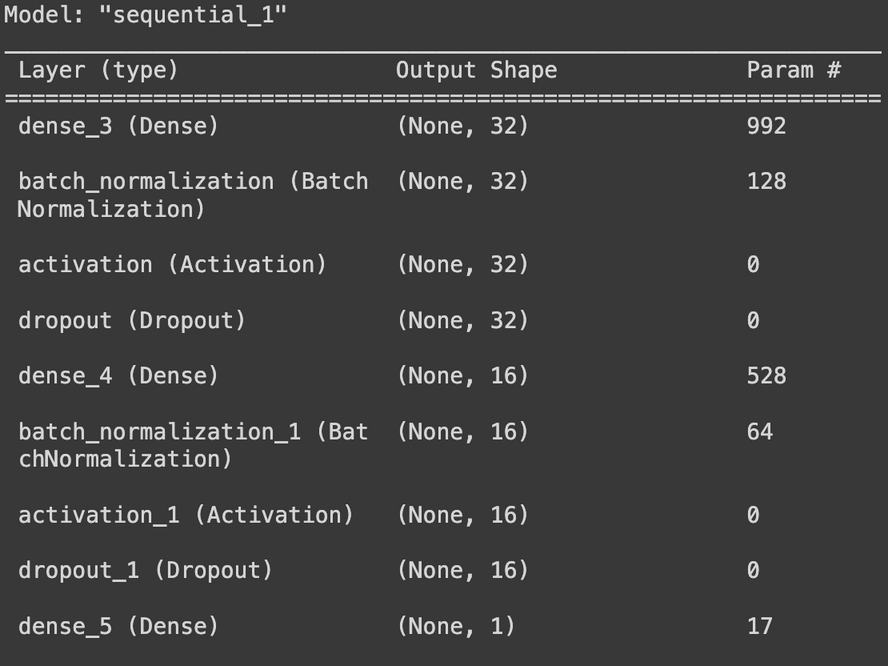 Model: "sequential_1"
Layer (type) Output Shape Param #
=================================================================
dense_3 (Dense) (None, 32) 992
batch_normalization (Batch (None, 32) 128
Normalization)
activation (Activation) (None, 32) 0
dropout (Dropout) (None, 32) 0
dense_4 (Dense) (None, 16) 528
batch_normalization_1 (Bat (None, 16) 64
chNormalization)
activation_1 (Activation) (None, 16) 0
dropout_1 (Dropout) (None, 16) 0
dense_5 (Dense) (None, 1) 17